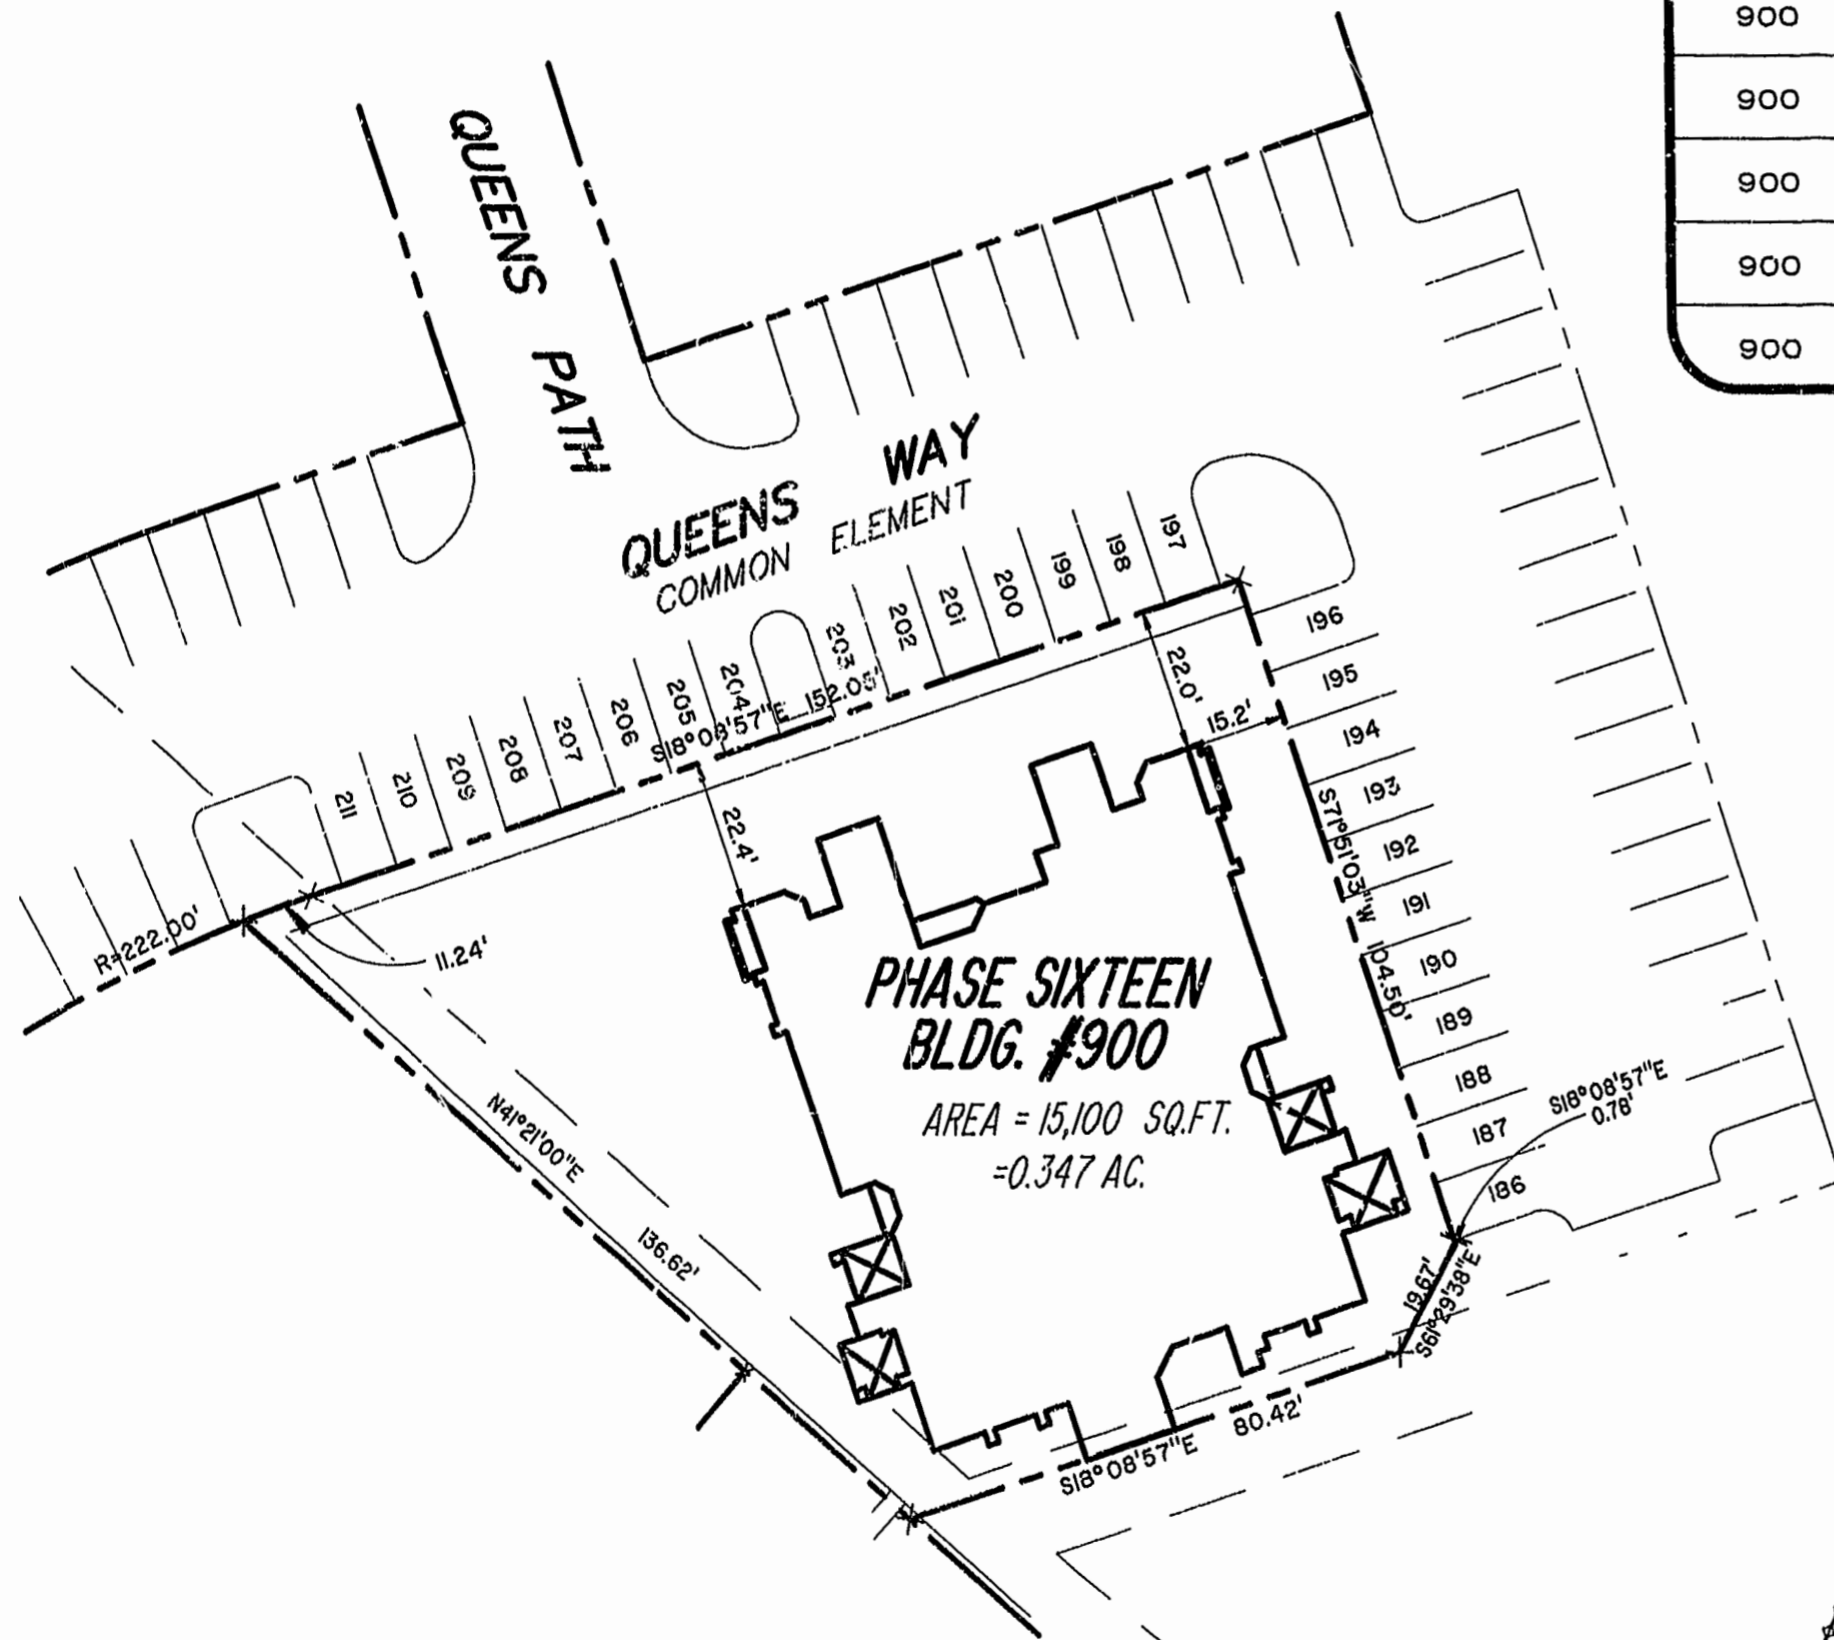 900
900
900
900
900
QUEENS PATH
QUEENS WAY
COMMON ELEMENT
197
198
199
200
201
202
203
204
205
206
207
208
209
210
211
S18°08'57"E 152.05'
22.0'
15.2'
22.4'
196
195
194
193
192
191
190
189
188
187
186
S71°51'03"W 104.50'
R=222.00'
11.24'
PHASE SIXTEEN
BLDG. #900
AREA = 15,100 SQ.FT.
=0.347 AC.
S18°08'57"E
0.78'
N41°21'00"E
136.62'
19.67'
S61°29'38"E
S18°08'57"E 80.42'